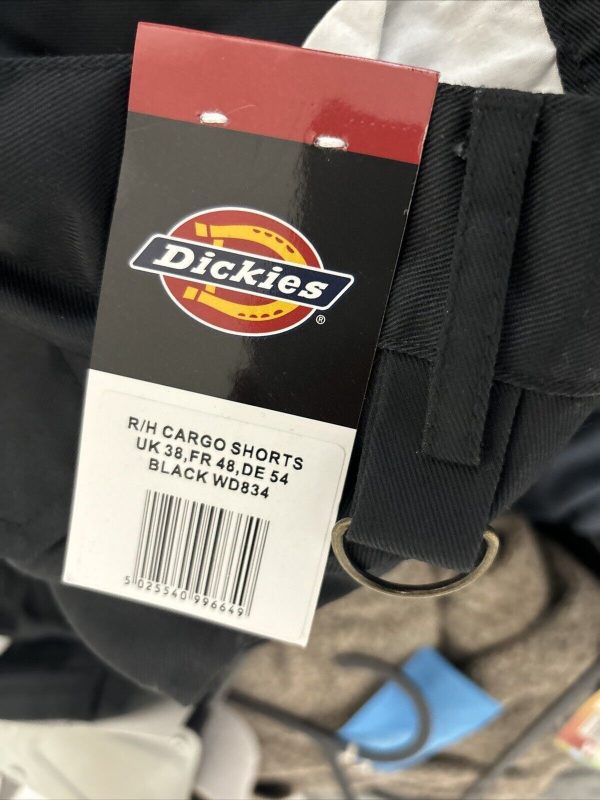 Dickies
®
R/H CARGO SHORTS
UK 38,FR 48,DE 54
BLACK WD834
5 025540 996649